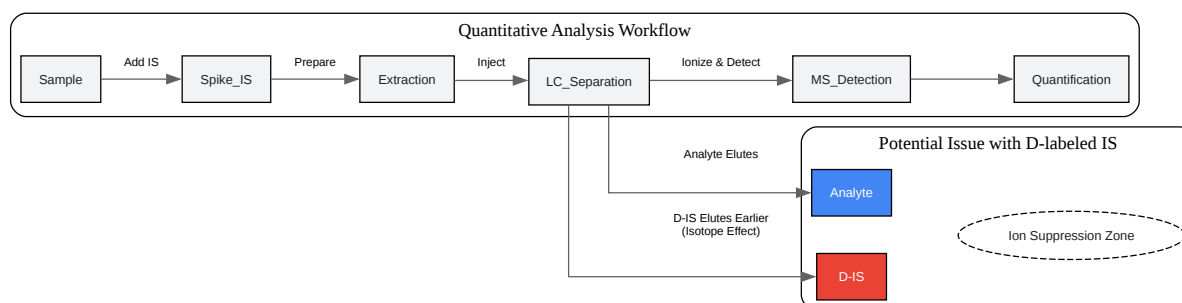 Quantitative Analysis Workflow
Sample
Add IS
Spike_IS
Prepare
Extraction
Inject
LC_Separation
Ionize & Detect
MS_Detection
Quantification
Potential Issue with D-labeled IS
Analyte Elutes
Analyte
D-IS Elutes Earlier
(Isotope Effect)
Ion Suppression Zone
D-IS